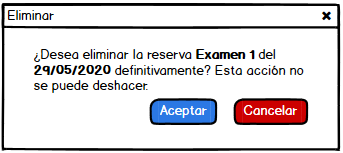 Eliminar
¿Desea eliminar la reserva Examen 1 del
29/05/2020 definitivamente? Esta acción no
se puede deshacer.
Aceptar Cancelar